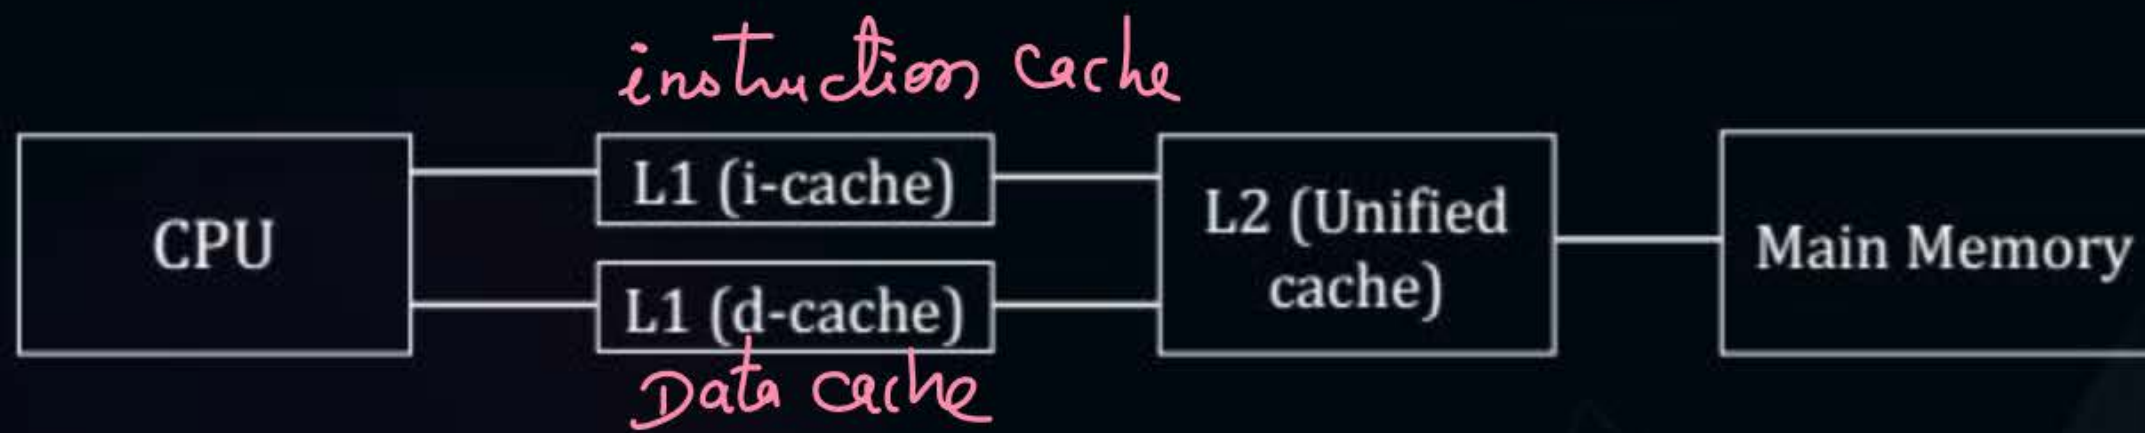 instruction cache
CPU
L1 (i-cache)
L1 (d-cache)
Data cache
L2 (Unified
cache)
Main Memory